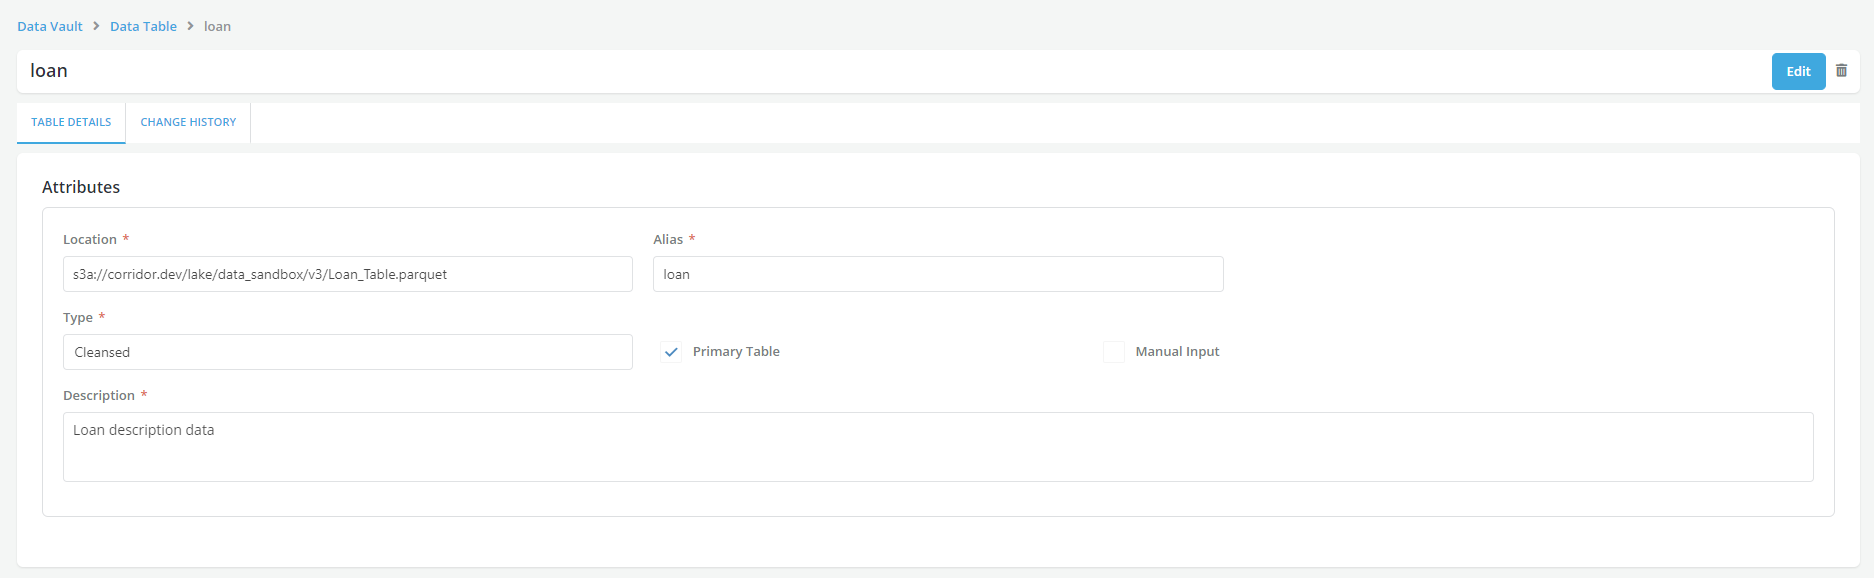 Data Vault > Data Table > loan
loan
Edit
TABLE DETAILS CHANGE HISTORY
Attributes
Location * Alias *
s3a://corridor.dev/lake/data_sandbox/v3/Loan_Table.parquet loan
Type *
Cleansed Primary Table Manual Input
Description *
Loan description data